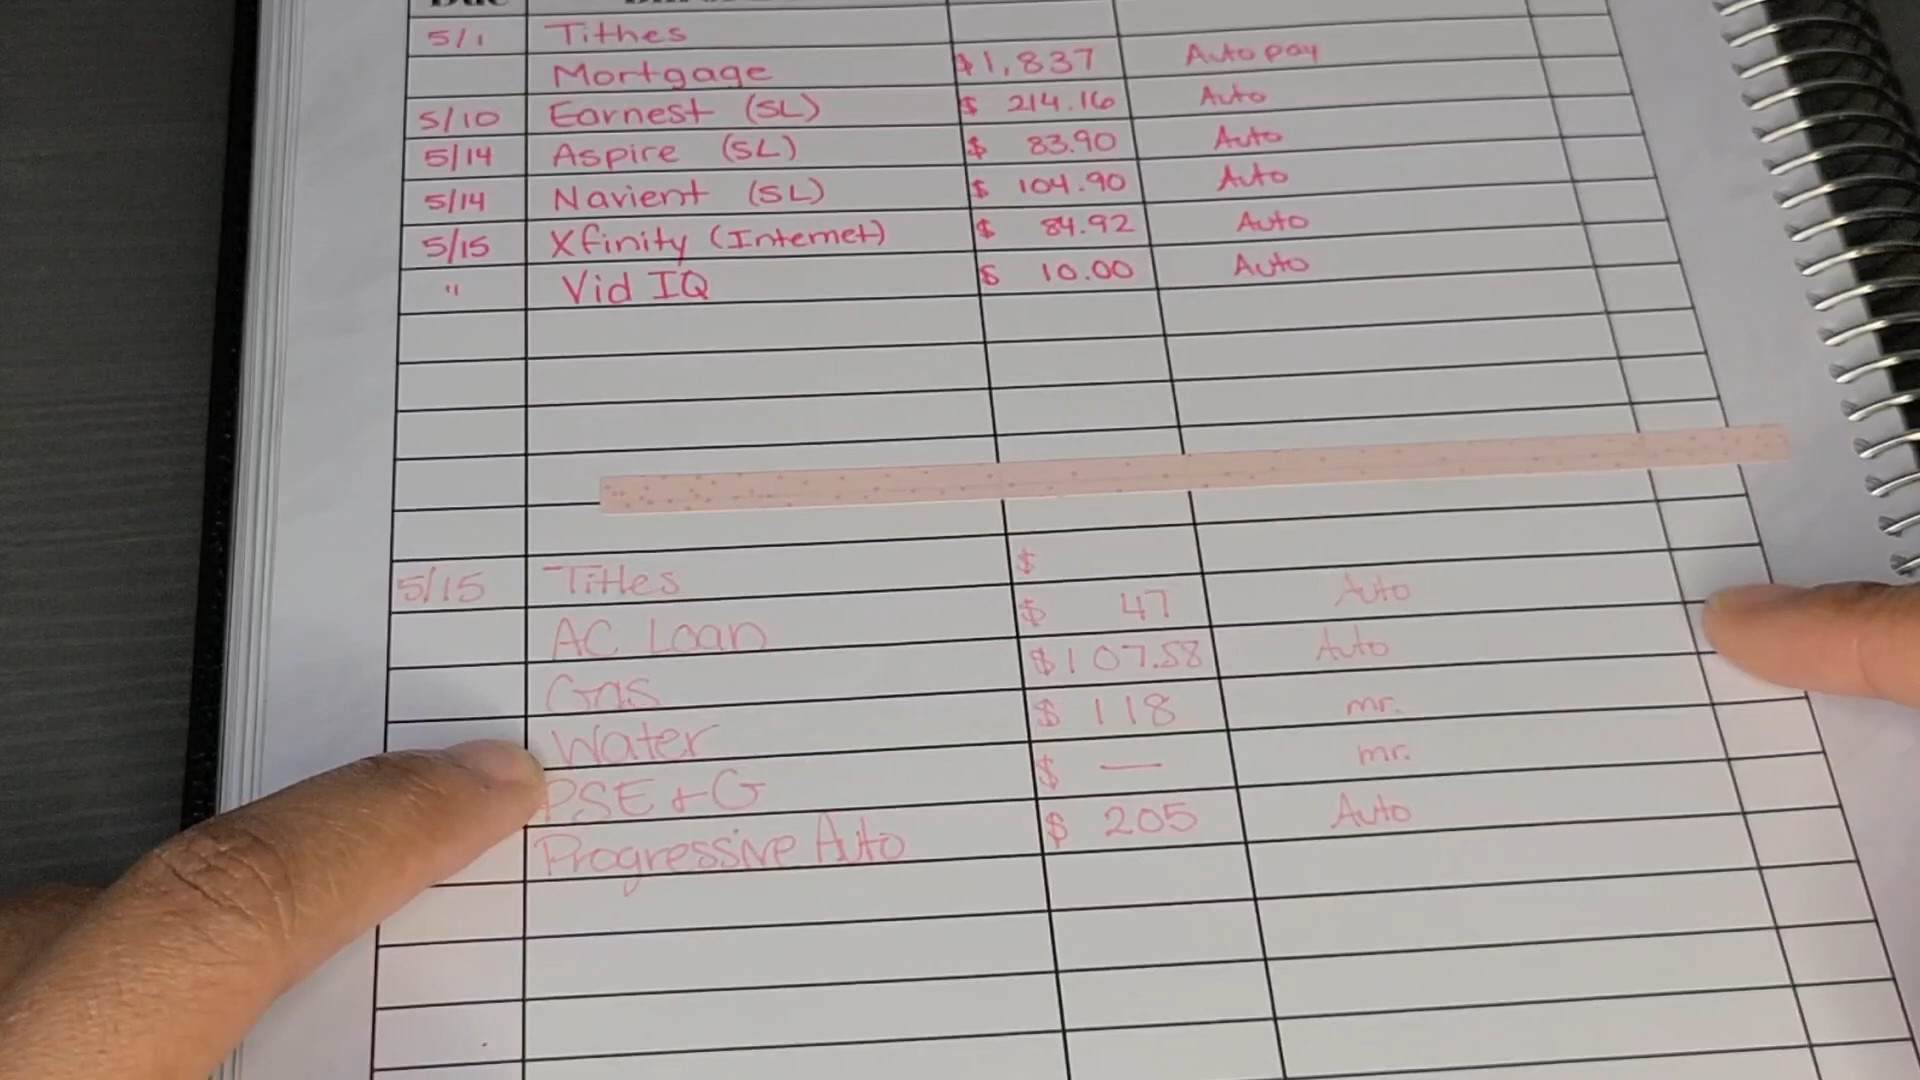 5/1 Tithes
Mortgage $1,837 Autopay
5/10 Earnest (SL) $ 214.16 Auto
5/14 Aspire (SL) $ 83.90 Auto
5/14 Navient (SL) $ 104.90 Auto
5/15 Xfinity (Internet) $ 84.92 Auto
" Vid IQ $ 10.00 Auto
5/15 Tithes $
AC Loan $ 47 Auto
Gas $107.58 Auto
Water $ 118 mr.
PSE+G $ — mr.
Progressive Auto $ 205 Auto